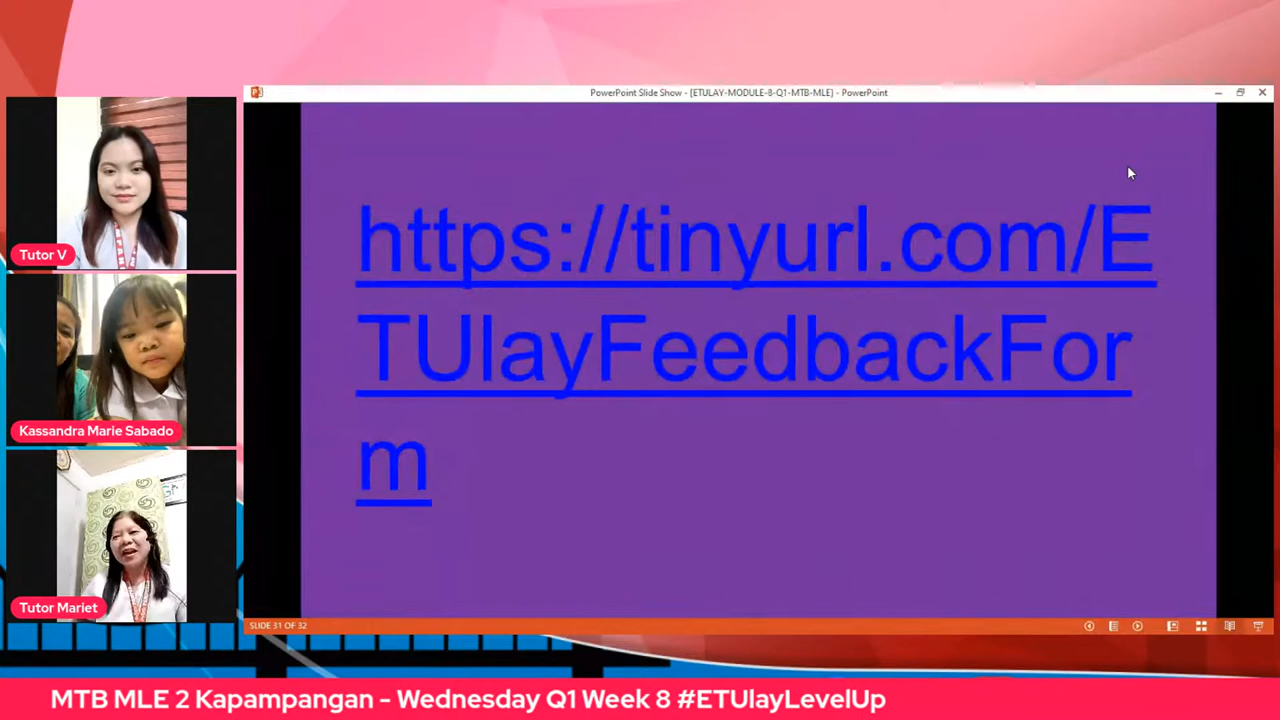 PowerPoint Slide Show - [ETULAY-MODULE-8-Q1-MTB-MLE] - PowerPoint
Tutor V
Kassandra Marie Sabado
Tutor Mariet
https://tinyurl.com/E
TUlayFeedbackFor
m
SLIDE 31 OF 32
MTB MLE 2 Kapampangan - Wednesday Q1 Week 8 #ETUlayLevelUp